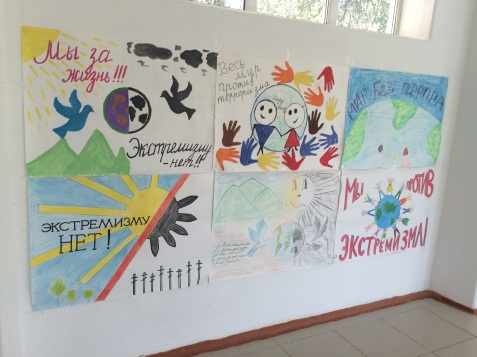 Мы за
жизнь!!!
Экстремизму
-нет!!
Весь
мир
против
терроризма
МИР БЕЗ ТЕРРОРА
ЭКСТРЕМИЗМУ
НЕТ!
МЫ ПРОТИВ
ЭКСТРЕМИЗМА!